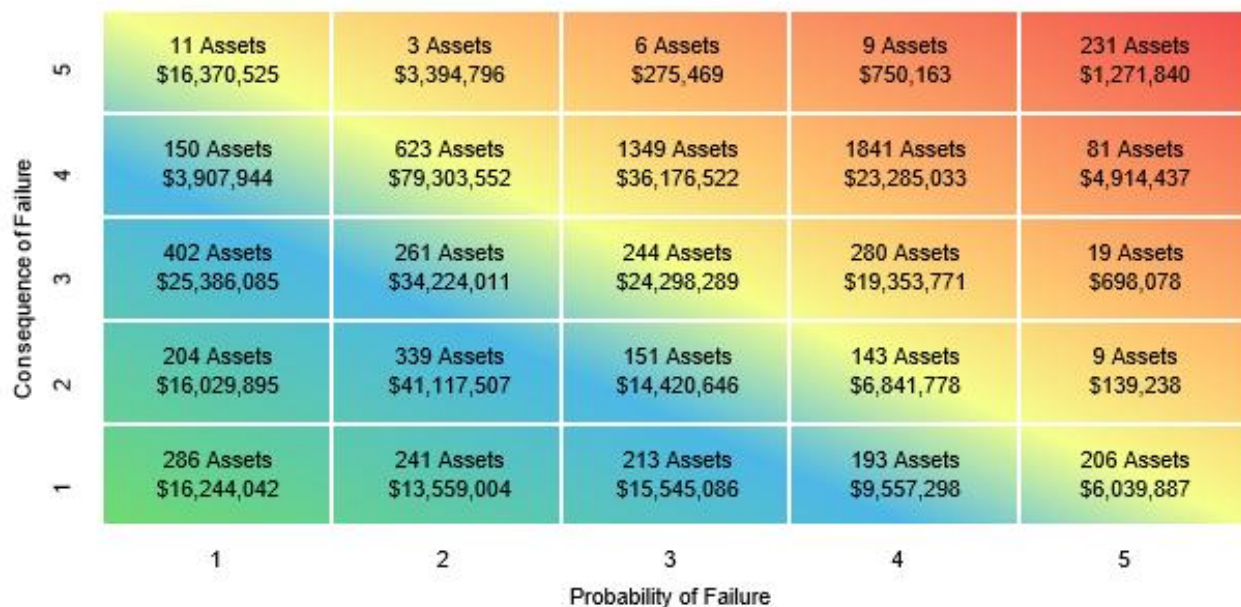 5
11 Assets
$16,370,525
3 Assets
$3,394,796
6 Assets
$275,469
9 Assets
$750,163
231 Assets
$1,271,840
4
150 Assets
$3,907,944
623 Assets
$79,303,552
1349 Assets
$36,176,522
1841 Assets
$23,285,033
81 Assets
$4,914,437
Consequence of Failure
3
402 Assets
$25,386,085
261 Assets
$34,224,011
244 Assets
$24,298,289
280 Assets
$19,353,771
19 Assets
$698,078
2
204 Assets
$16,029,895
339 Assets
$41,117,507
151 Assets
$14,420,646
143 Assets
$6,841,778
9 Assets
$139,238
1
286 Assets
$16,244,042
241 Assets
$13,559,004
213 Assets
$15,545,086
193 Assets
$9,557,298
206 Assets
$6,039,887
1
2
3
4
5
Probability of Failure